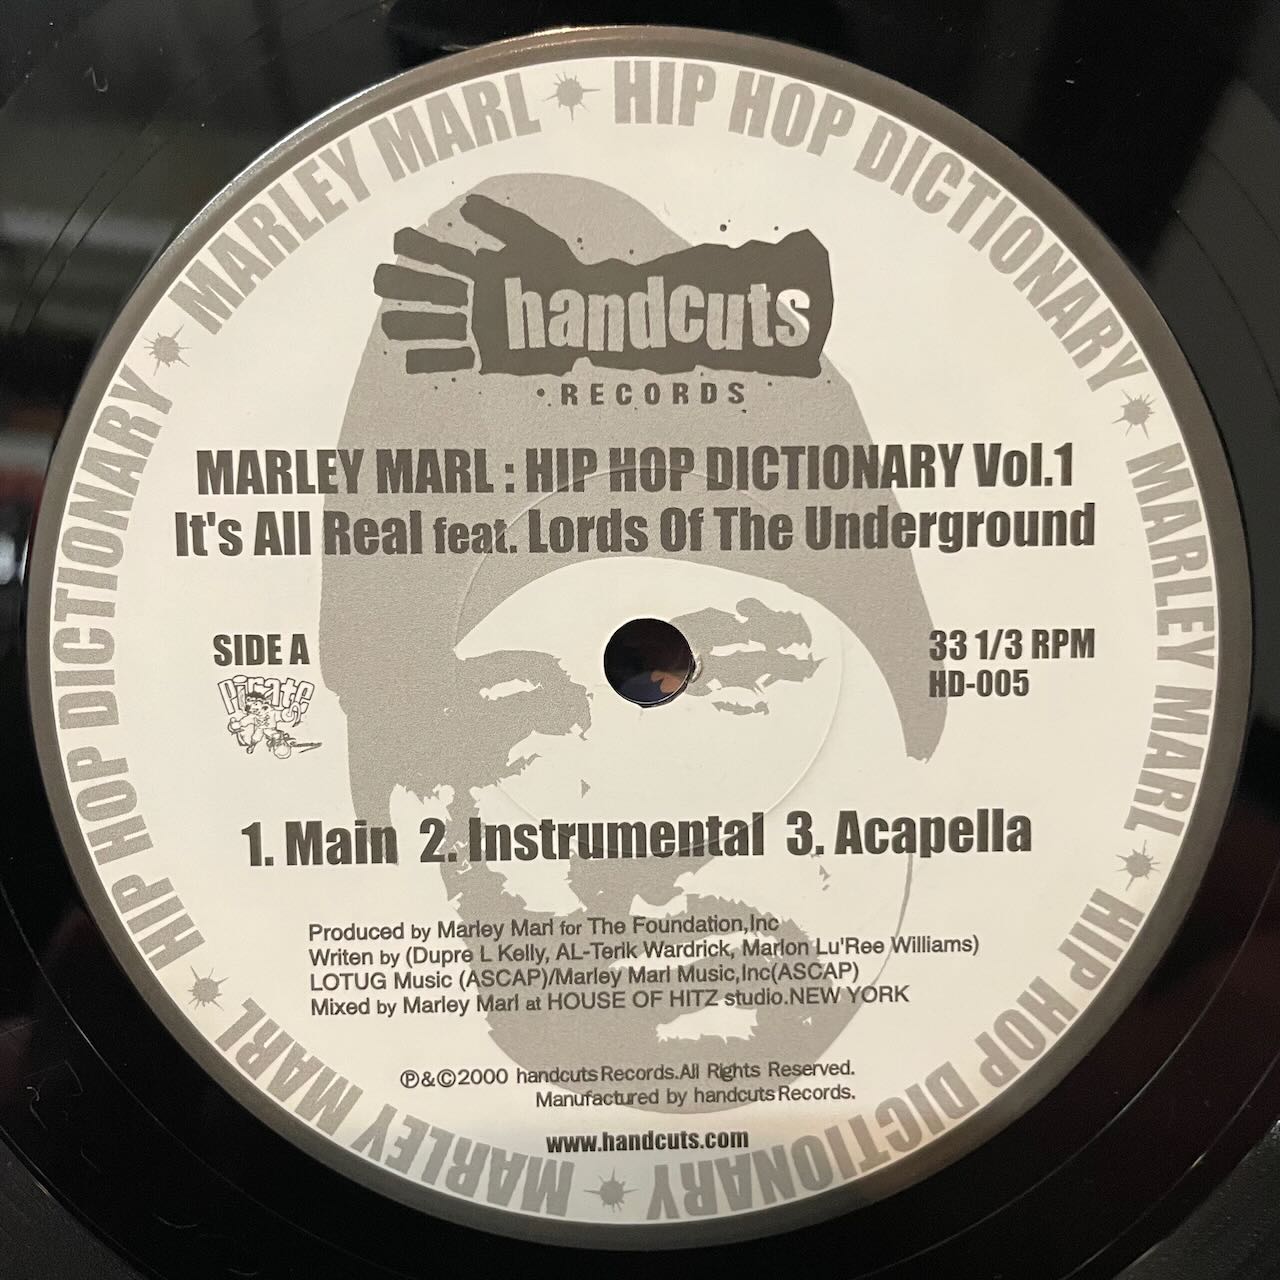 MARLEY MARL HIP HOP DICTIONARY MARLEY MARL HIP HOP DICTIONARY MARLEY MARL HIP HOP DICTIONARY
handcuts
RECORDS
MARLEY MARL : HIP HOP DICTIONARY Vol.1
It's All Real feat. Lords Of The Underground
SIDE A
33 1/3 RPM
Pirate
HD-005
1. Main 2. Instrumental 3. Acapella
Produced by Marley Marl for The Foundation,Inc
Writen by (Dupre L Kelly, AL-Terik Wardrick, Marlon Lu'Ree Williams)
LOTUG Music (ASCAP)/Marley Marl Music,Inc(ASCAP)
Mixed by Marley Marl at HOUSE OF HITZ studio.NEW YORK
℗&©2000 handcuts Records.All Rights Reserved.
Manufactured by handcuts Records.
www.handcuts.com